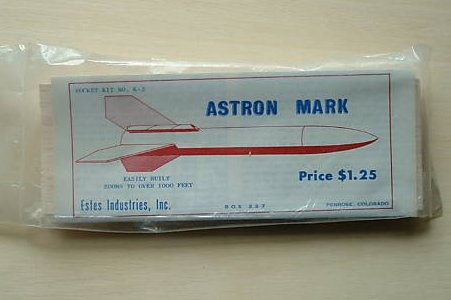 ROCKET KIT NO. K-2
ASTRON MARK
EASILY BUILT
ZOOMS TO OVER 1000 FEET
Price $1.25
Estes Industries, Inc.
BOX 227
PENROSE, COLORADO